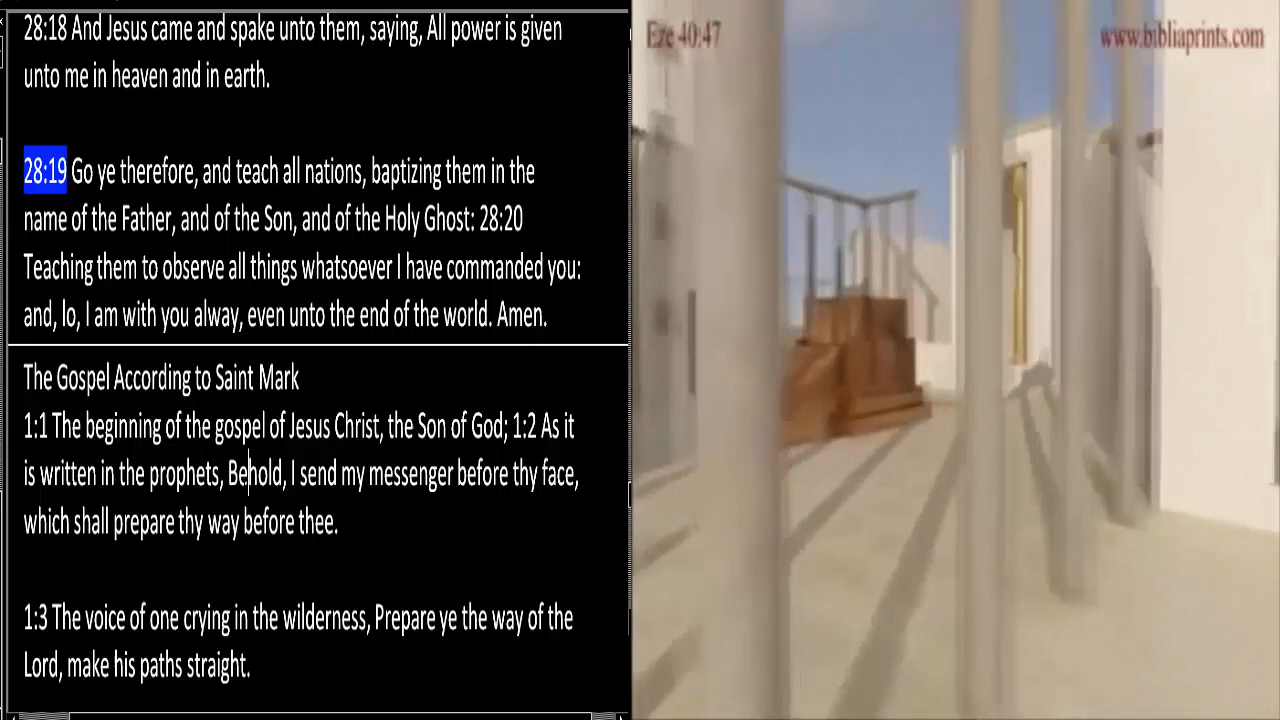 28:18 And Jesus came and spake unto them, saying, All power is given
unto me in heaven and in earth.
28:19 Go ye therefore, and teach all nations, baptizing them in the
name of the Father, and of the Son, and of the Holy Ghost: 28:20
Teaching them to observe all things whatsoever I have commanded you:
and, lo, I am with you alway, even unto the end of the world. Amen.
The Gospel According to Saint Mark
1:1 The beginning of the gospel of Jesus Christ, the Son of God; 1:2 As it
is written in the prophets, Behold, I send my messenger before thy face,
which shall prepare thy way before thee.
1:3 The voice of one crying in the wilderness, Prepare ye the way of the
Lord, make his paths straight.
Eze 40:47
www.bibliaprints.com